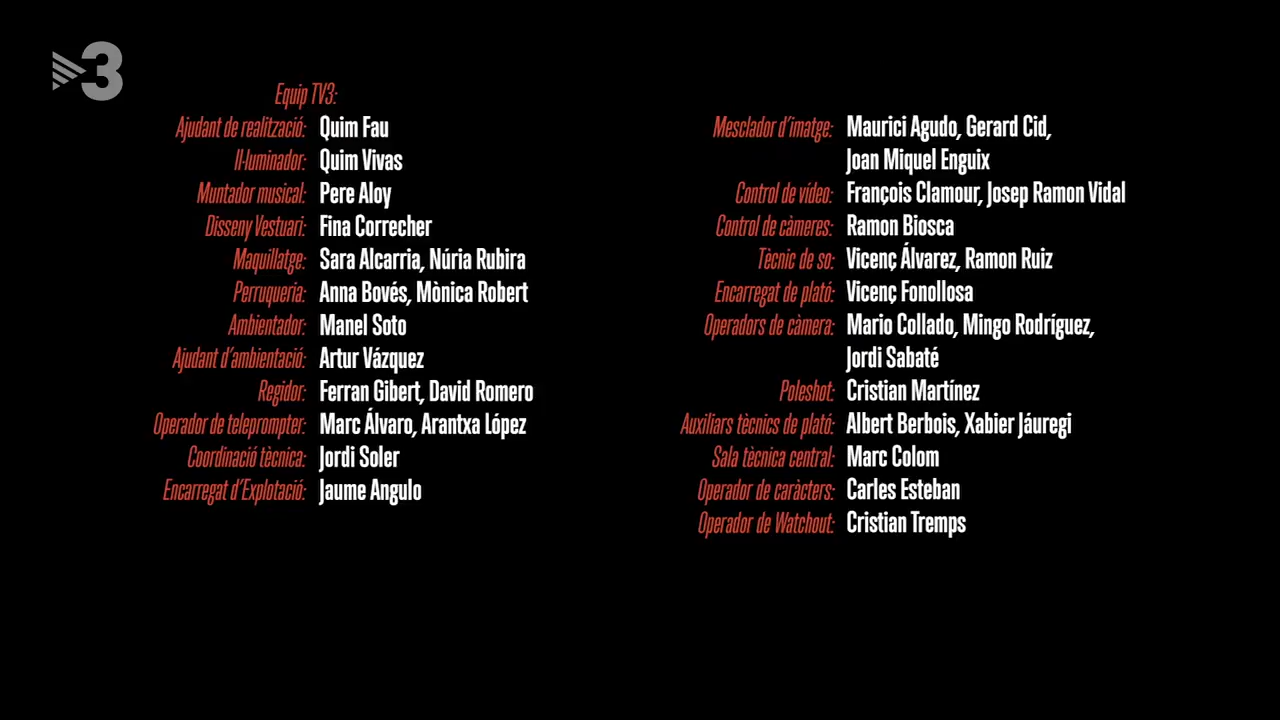 3
Equip TV3:
Ajudant de realització: Quim Fau
Il·luminador: Quim Vivas
Muntador musical: Pere Aloy
Disseny Vestuari: Fina Correcher
Maquillatge: Sara Alcarria, Núria Rubira
Perruqueria: Anna Bovés, Mònica Robert
Ambientador: Manel Soto
Ajudant d'ambientació: Artur Vázquez
Regidor: Ferran Gibert, David Romero
Operador de teleprompter: Marc Álvaro, Arantxa López
Coordinació tècnica: Jordi Soler
Encarregat d'Explotació: Jaume Angulo
Mesclador d'imatge: Maurici Agudo, Gerard Cid,
Joan Miquel Enguix
Control de vídeo: François Clamour, Josep Ramon Vidal
Control de càmeres: Ramon Biosca
Tècnic de so: Vicenç Álvarez, Ramon Ruiz
Encarregat de plató: Vicenç Fonollosa
Operadors de càmera: Mario Collado, Mingo Rodríguez,
Jordi Sabaté
Poleshot: Cristian Martínez
Auxiliars tècnics de plató: Albert Berbois, Xabier Jáuregi
Sala tècnica central: Marc Colom
Operador de caràcters: Carles Esteban
Operador de Watchout: Cristian Tremps